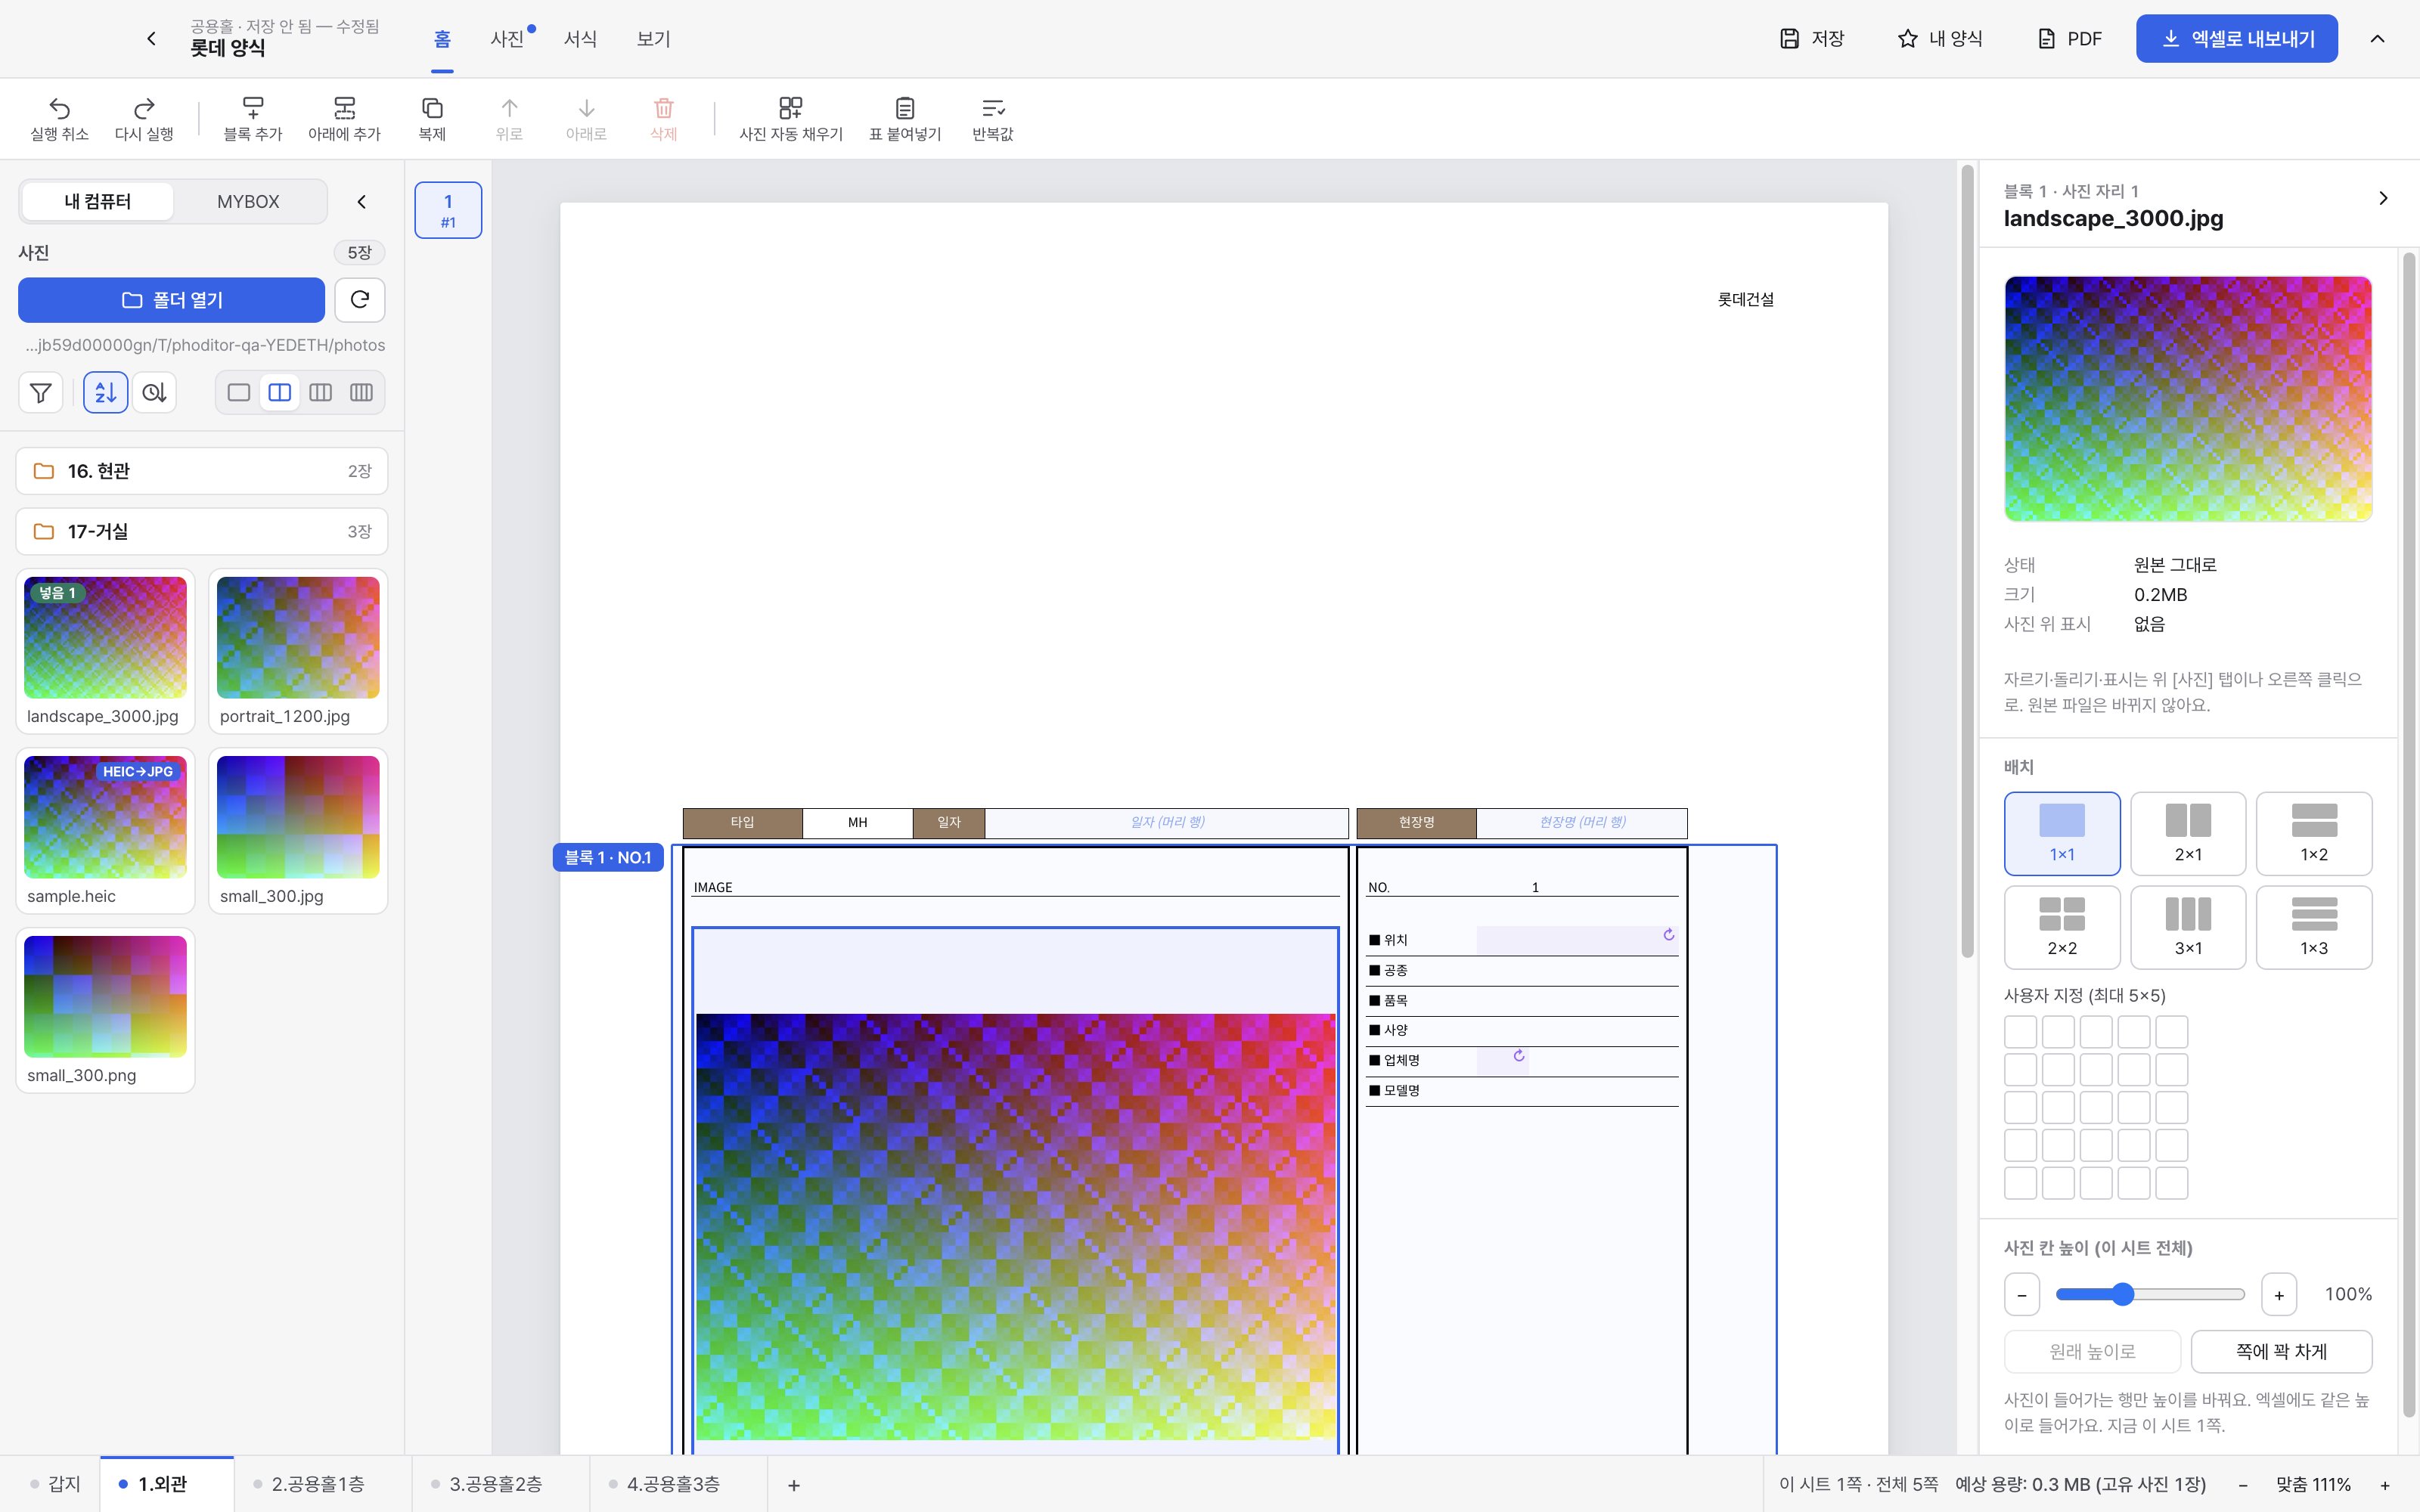 공용홀 · 저장 안 됨 — 수정됨
롯데 양식
홈 사진 서식 보기
저장 내 양식 PDF 엑셀로 내보내기
실행 취소 다시 실행 블록 추가 아래에 추가 복제 위로 아래로 삭제 사진 자동 채우기 표 붙여넣기 반복값
내 컴퓨터 MYBOX
사진 5장
폴더 열기
...jb59d00000gn/T/phoditor-qa-YEDETH/photos
16. 현관 2장
17-거실 3장
넣음 1
landscape_3000.jpg portrait_1200.jpg
HEIC→JPG
sample.heic small_300.jpg
small_300.png
1
#1
롯데건설
타입 MH 일자 일자 (머리 행) 현장명 현장명 (머리 행)
블록 1 · NO.1
IMAGE NO. 1
■ 위치
■ 공종
■ 품목
■ 사양
■ 업체명
■ 모델명
블록 1 · 사진 자리 1
landscape_3000.jpg
상태 원본 그대로
크기 0.2MB
사진 위 표시 없음
자르기·돌리기·표시는 위 [사진] 탭이나 오른쪽 클릭으
로. 원본 파일은 바뀌지 않아요.
배치
1×1 2×1 1×2
2×2 3×1 1×3
사용자 지정 (최대 5×5)
사진 칸 높이 (이 시트 전체)
− + 100%
원래 높이로 쪽에 꽉 차게
사진이 들어가는 행만 높이를 바꿔요. 엑셀에도 같은 높
이로 들어가요. 지금 이 시트 1쪽.
갑지 1.외관 2.공용홀1층 3.공용홀2층 4.공용홀3층 +
이 시트 1쪽 · 전체 5쪽 예상 용량: 0.3 MB (고유 사진 1장) − 맞춤 111% +